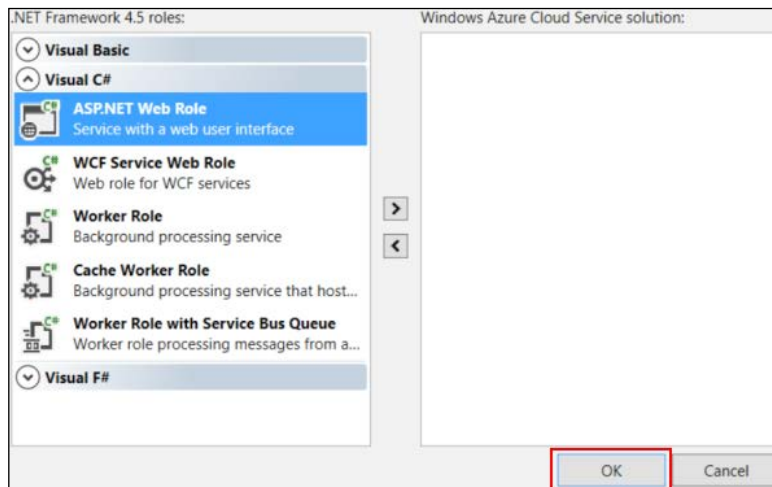 .NET Framework 4.5 roles:
Windows Azure Cloud Service solution:
Visual Basic
Visual C#
C#
ASP.NET Web Role
Service with a web user interface
C#
WCF Service Web Role
Web role for WCF services
C#
Worker Role
Background processing service
C#
Cache Worker Role
Background processing service that host...
C#
Worker Role with Service Bus Queue
Worker role processing messages from a...
Visual F#
>
<
OK
Cancel